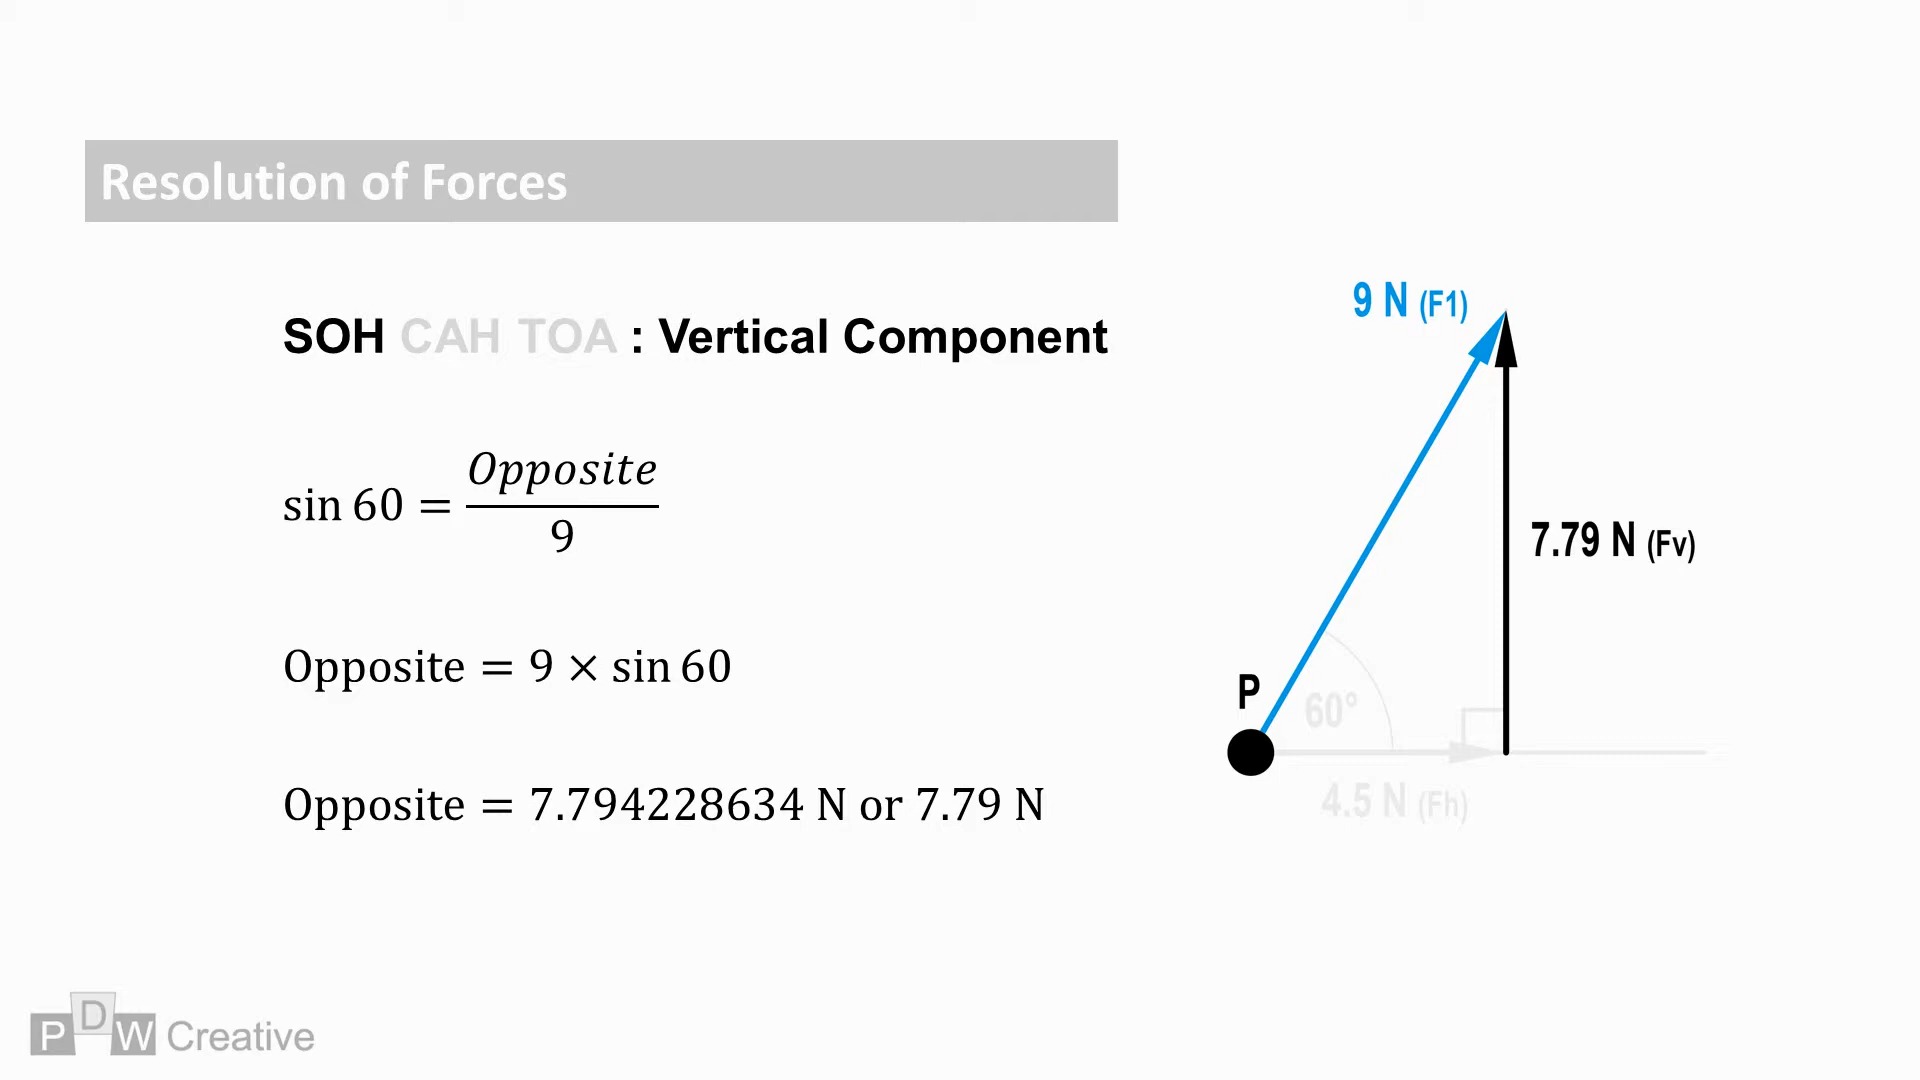 Resolution of Forces
SOH CAH TOA : Vertical Component
sin 60 = Opposite / 9
Opposite = 9 × sin 60
Opposite = 7.794228634 N or 7.79 N
9 N (F1)
7.79 N (Fv)
P
60°
4.5 N (Fh)
PDW Creative